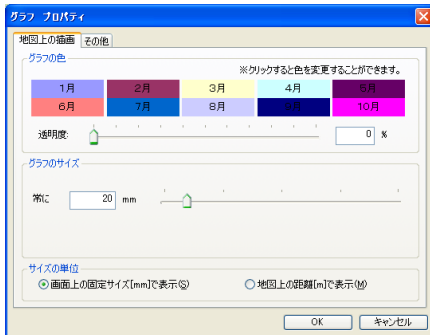 グラフ プロパティ
地図上の描画 その他
グラフの色
※クリックすると色を変更することができます。
1月 2月 3月 4月 5月
6月 7月 8月 9月 10月
透明度: 0 %
グラフのサイズ
常に 20 mm
サイズの単位
画面上の固定サイズ[mm]で表示(S) 地図上の距離[m]で表示(M)
OK キャンセル